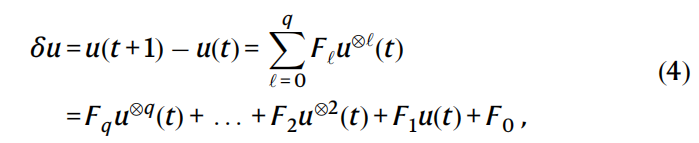 δu = u(t+1) − u(t) = ∑_{ℓ=0}^{q} F_ℓ u^{⊗ℓ}(t)
= F_q u^{⊗q}(t) + … + F_2 u^{⊗2}(t) + F_1 u(t) + F_0 , (4)